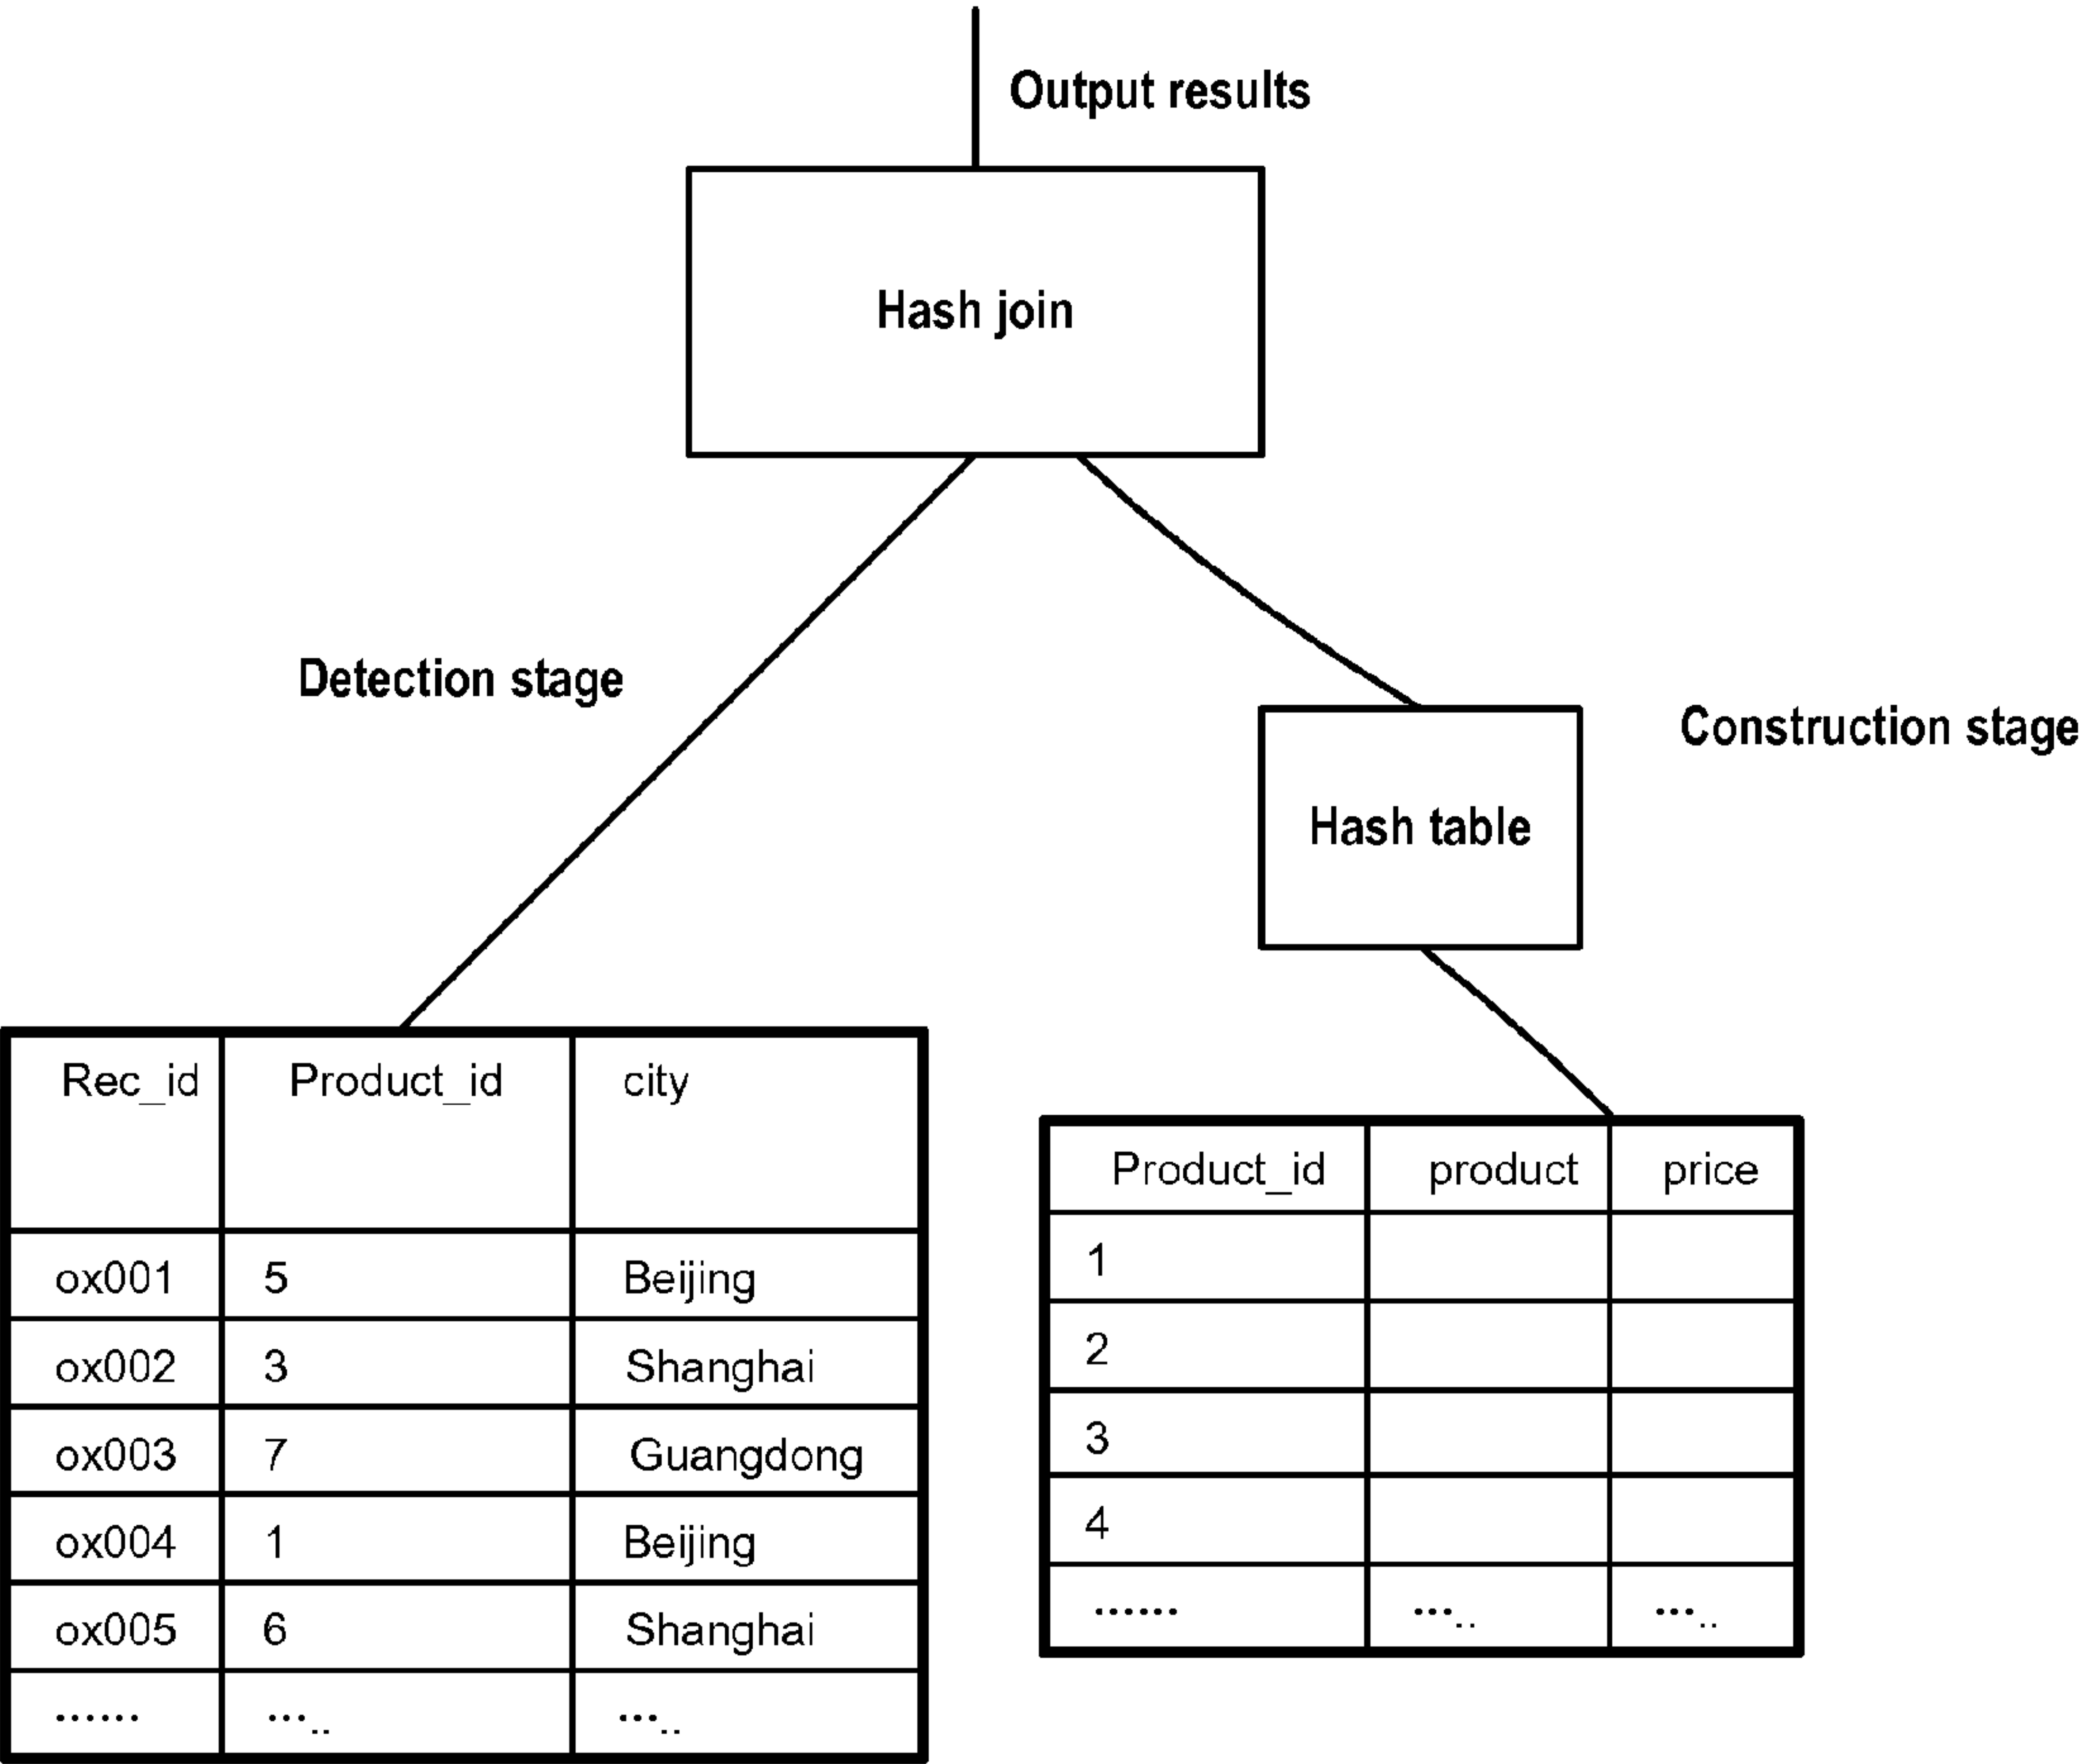 Output results
Hash join
Detection stage
Construction stage
Hash table
Rec_id Product_id city
ox001 5 Beijing
ox002 3 Shanghai
ox003 7 Guangdong
ox004 1 Beijing
ox005 6 Shanghai
...... ..... .....
Product_id product price
1
2
3
4
...... ..... .....